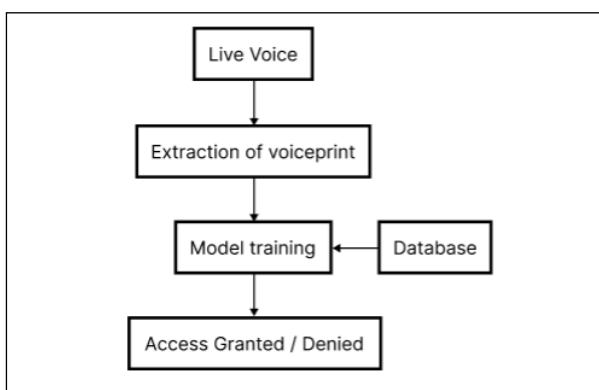 Live Voice
Extraction of voiceprint
Model training
Database
Access Granted / Denied